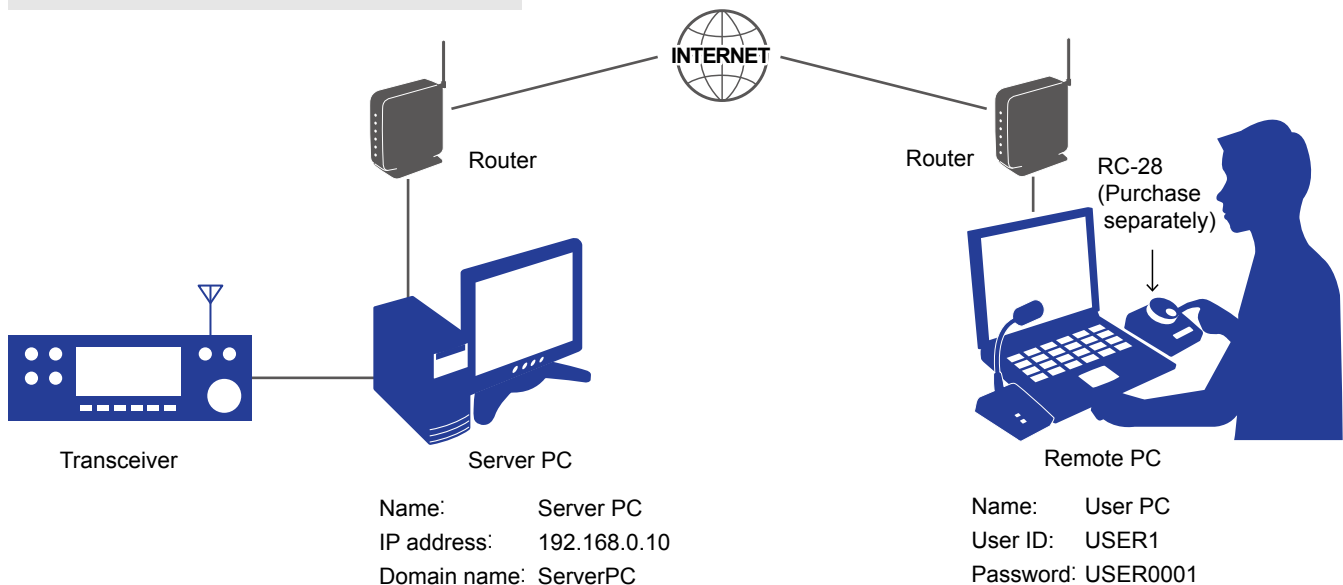 INTERNET
Router
Router
RC-28
(Purchase
separately)
Transceiver
Server PC
Remote PC
Name: Server PC
IP address: 192.168.0.10
Domain name: ServerPC
Name: User PC
User ID: USER1
Password: USER0001